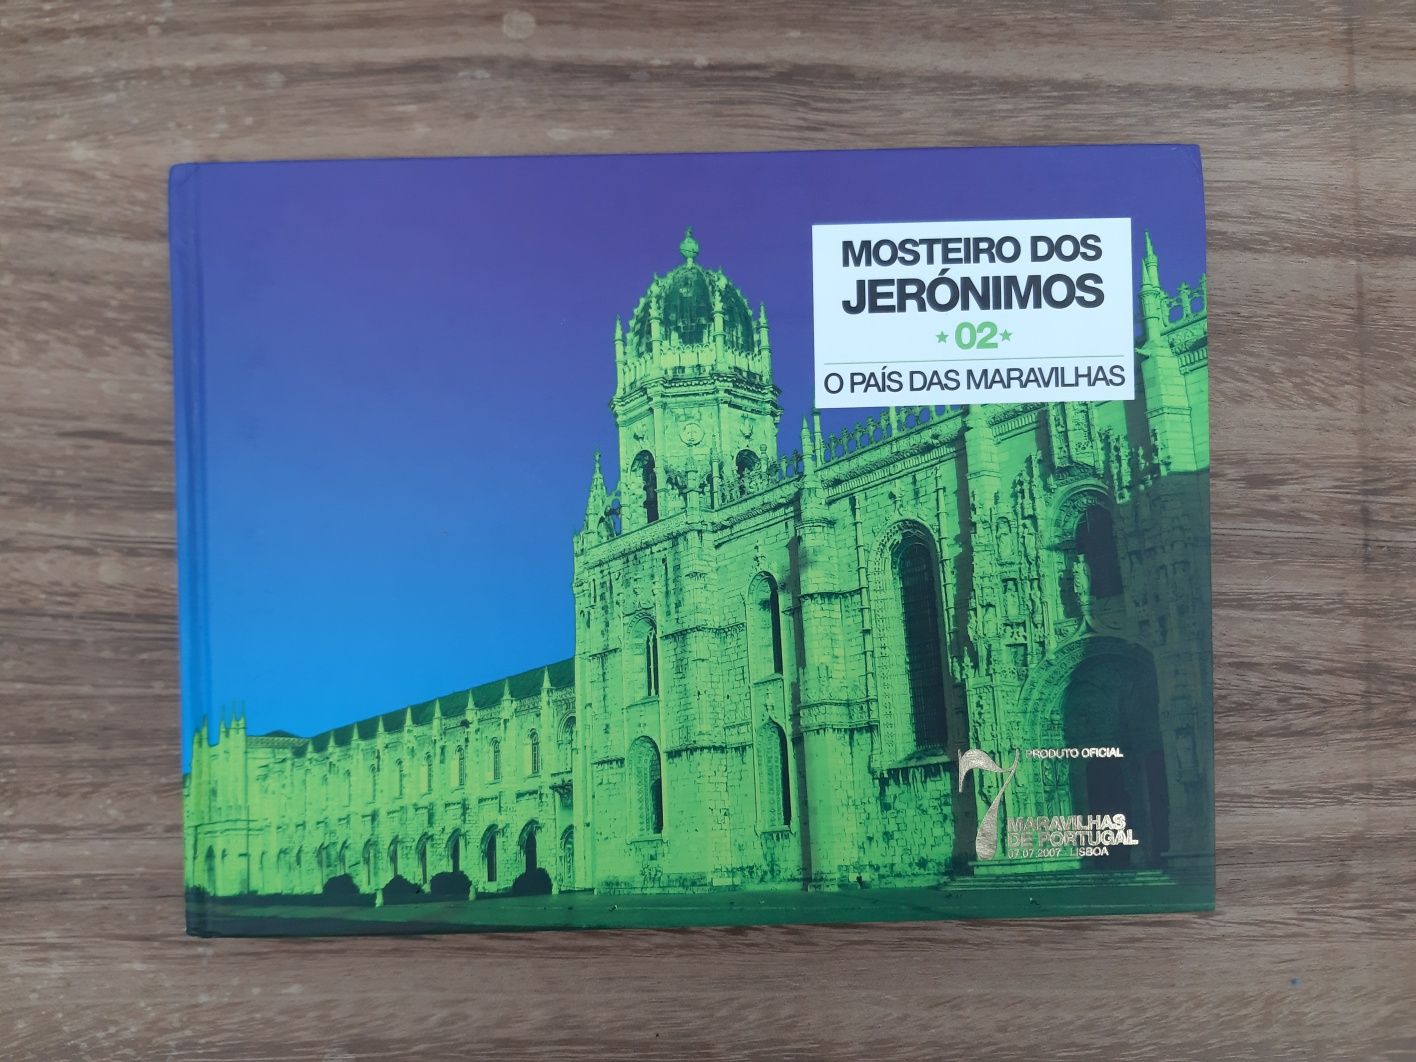 MOSTEIRO DOS
JERÓNIMOS
★02★
O PAÍS DAS MARAVILHAS
7
PRODUTO OFICIAL
MARAVILHAS
DE PORTUGAL
07.07.2007 LISBOA